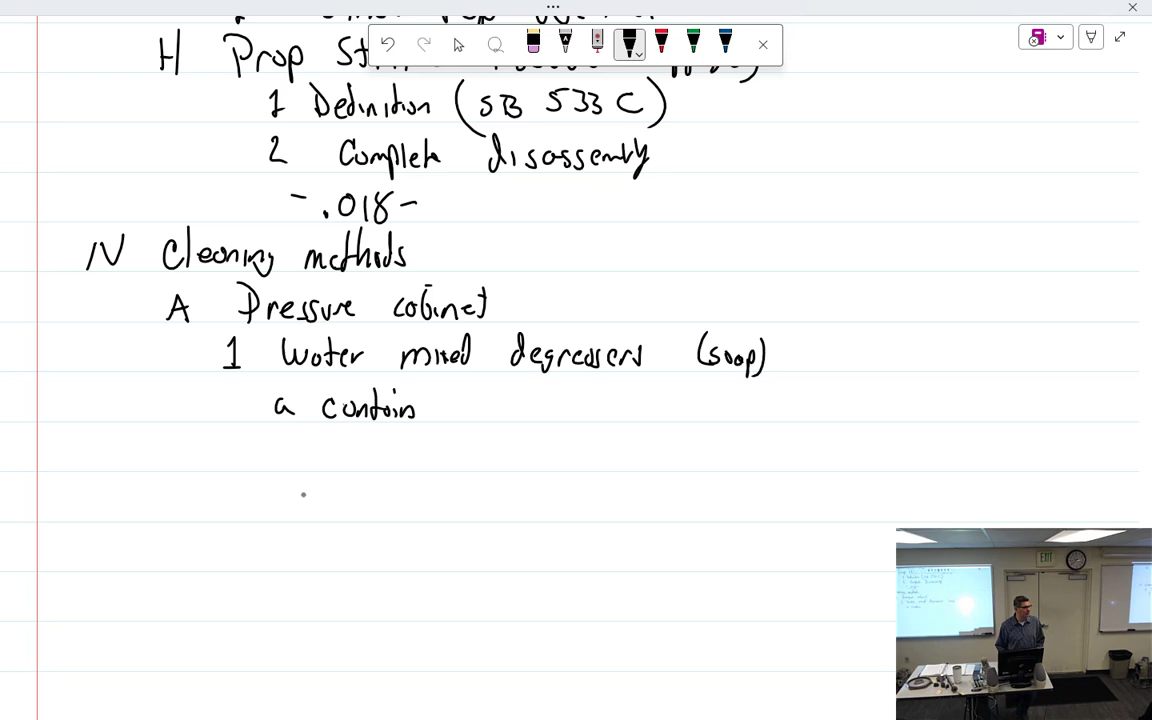 H Prop
1 Definition (SB 533 C)
2 Complete disassembly
- .018 -
IV Cleaning methods
A Pressure cabinet
1 Water mixed degreasers (soap)
a contain
EXIT